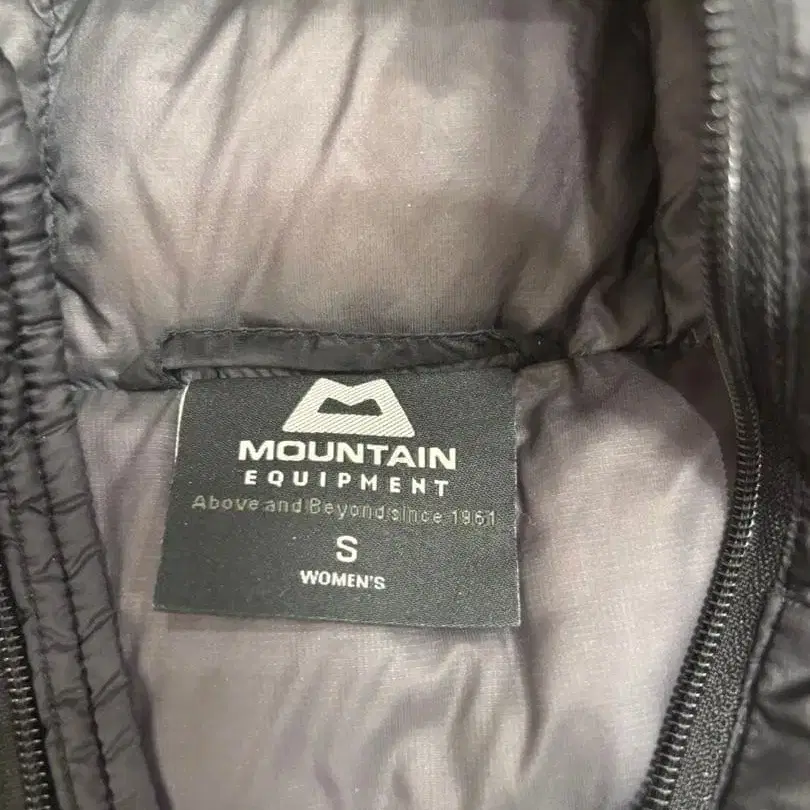 MOUNTAIN
EQUIPMENT
Above and Beyond since 1961
S
WOMEN'S